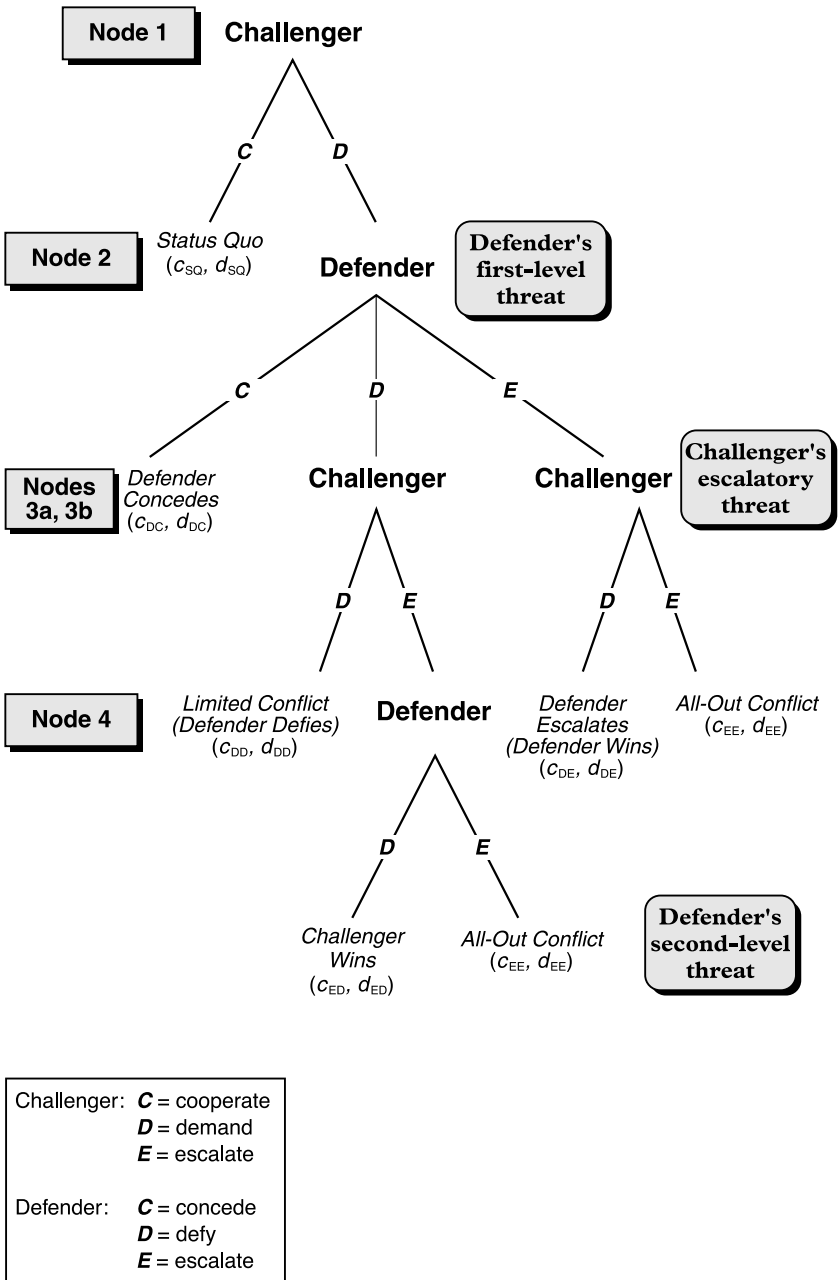 Node 1
Challenger
C
D
Node 2
Status Quo
(cSQ, dSQ)
Defender
Defender's
first-level
threat
C
D
E
Nodes
3a, 3b
Defender
Concedes
(cDC, dDC)
Challenger
Challenger
Challenger's
escalatory
threat
D
E
D
E
Node 4
Limited Conflict
(Defender Defies)
(cDD, dDD)
Defender
Defender
Escalates
(Defender Wins)
(cDE, dDE)
All-Out Conflict
(cEE, dEE)
D
E
Challenger
Wins
(cED, dED)
All-Out Conflict
(cEE, dEE)
Defender's
second-level
threat
Challenger: C = cooperate
D = demand
E = escalate
Defender: C = concede
D = defy
E = escalate